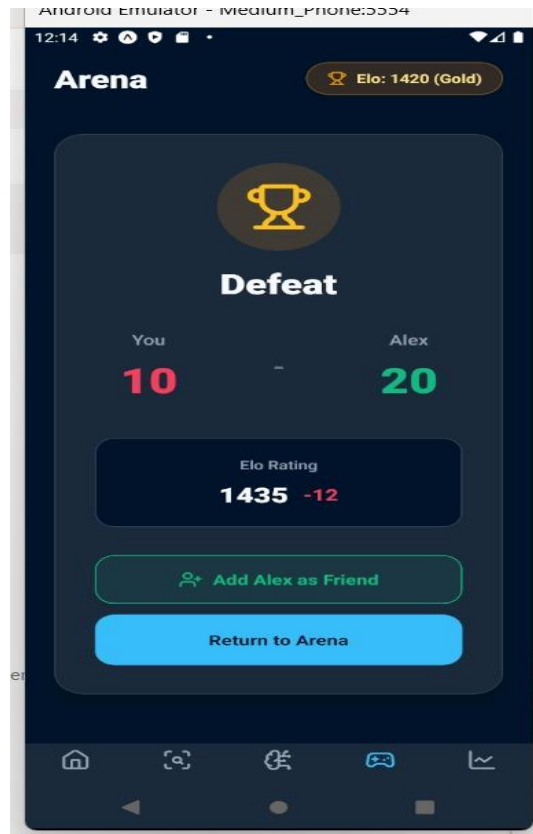 Android Emulator - Medium_Phone:5554
12:14
Arena
Elo: 1420 (Gold)
Defeat
You
Alex
10
-
20
Elo Rating
1435 -12
Add Alex as Friend
Return to Arena
er